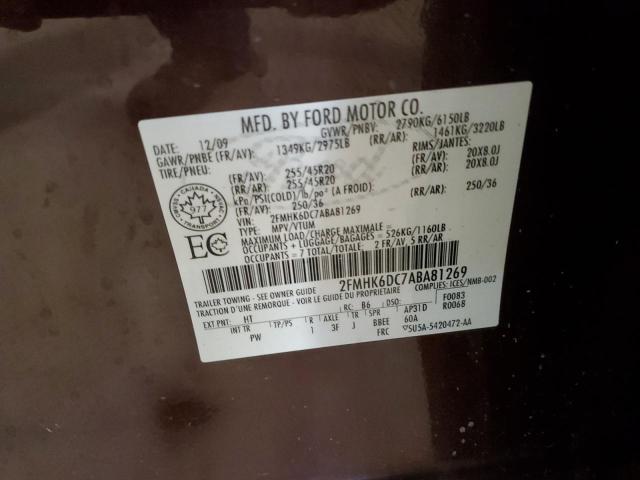 MFD. BY FORD MOTOR CO.
12/09 GVWR/PNBV: 2790KG/6150LB
GAWR/PNBE (FR/AV): 1349KG/2975LB (RR/AR): 1461KG/3220LB
TIRE/PNEU: RIMS/JANTES:
(FR/AV): 255/45R20 (FR/AV): 20X8.0J
(RR/AR): 255/45R20 (RR/AR): 20X8.0J
kPa/PSI(COLD)/lb/po² (A FROID):
(FR/AV): 250/36 (RR/AR): 250/36
VIN: 2FMHK6DC7ABA81269
TYPE: MPV/VTUM
MAXIMUM LOAD/CHARGE MAXIMALE =
OCCUPANTS + LUGGAGE/BAGAGES = 526KG/1160LB
OCCUPANTS = 7 TOTAL/TOTALE: 2 FR/AV 5 RR/AR
CANADA
977
TRANSPORT
EC
2FMHK6DC7ABA81269
TRAILER TOWING - SEE OWNER GUIDE COMPLIES: ICES/NMB-002
REMORQUAGE - VOIR LE GUIDE DU PROPRIETAIRE
RC: B6 DSO: F0083
EXT PNT: HT AP31D R0068
INT TR TP/PS R AXLE TR SPR 60A
PW 1 3F J BBEE
FRC 5U5A-5420472-AA